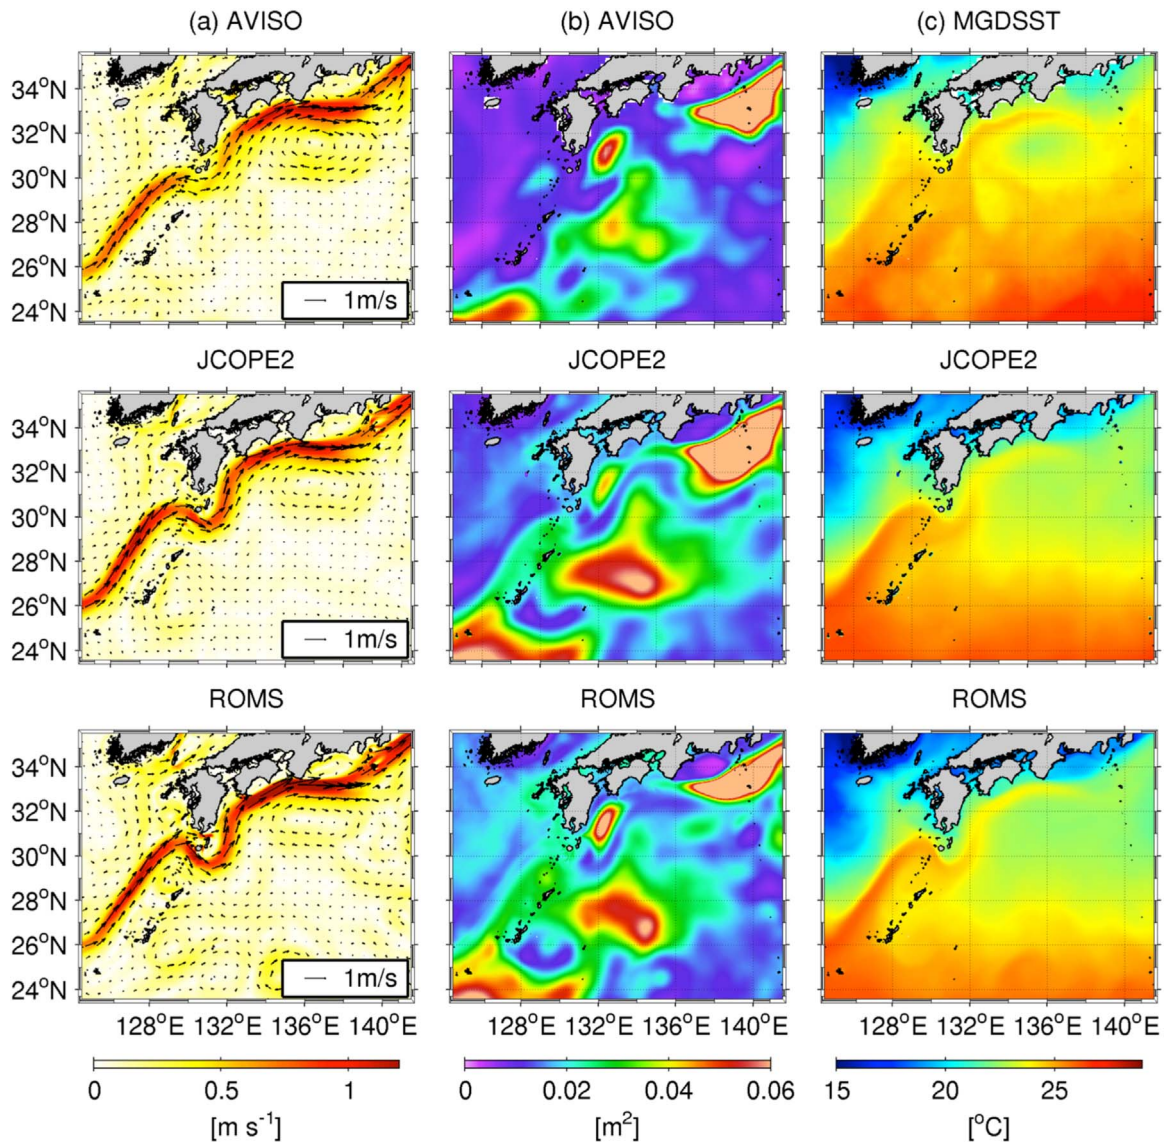 (a) AVISO
(b) AVISO
(c) MGDSST
34°N
32°N
30°N
28°N
26°N
24°N
1m/s
JCOPE2
JCOPE2
JCOPE2
34°N
32°N
30°N
28°N
26°N
24°N
1m/s
ROMS
ROMS
ROMS
34°N
32°N
30°N
28°N
26°N
24°N
1m/s
128°E 132°E 136°E 140°E
128°E 132°E 136°E 140°E
128°E 132°E 136°E 140°E
0 0.5 1
0 0.02 0.04 0.06
15 20 25
[m s⁻¹]
[m²]
[°C]